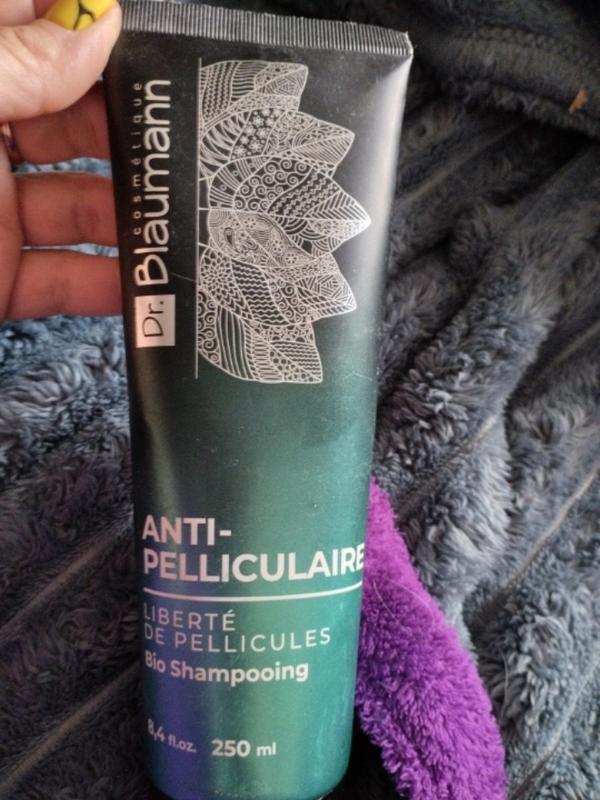 Dr. Blaumann
cosmétique
ANTI-
PELLICULAIRE
LIBERTÉ
DE PELLICULES
Bio Shampooing
8,4 fl.oz. 250 ml